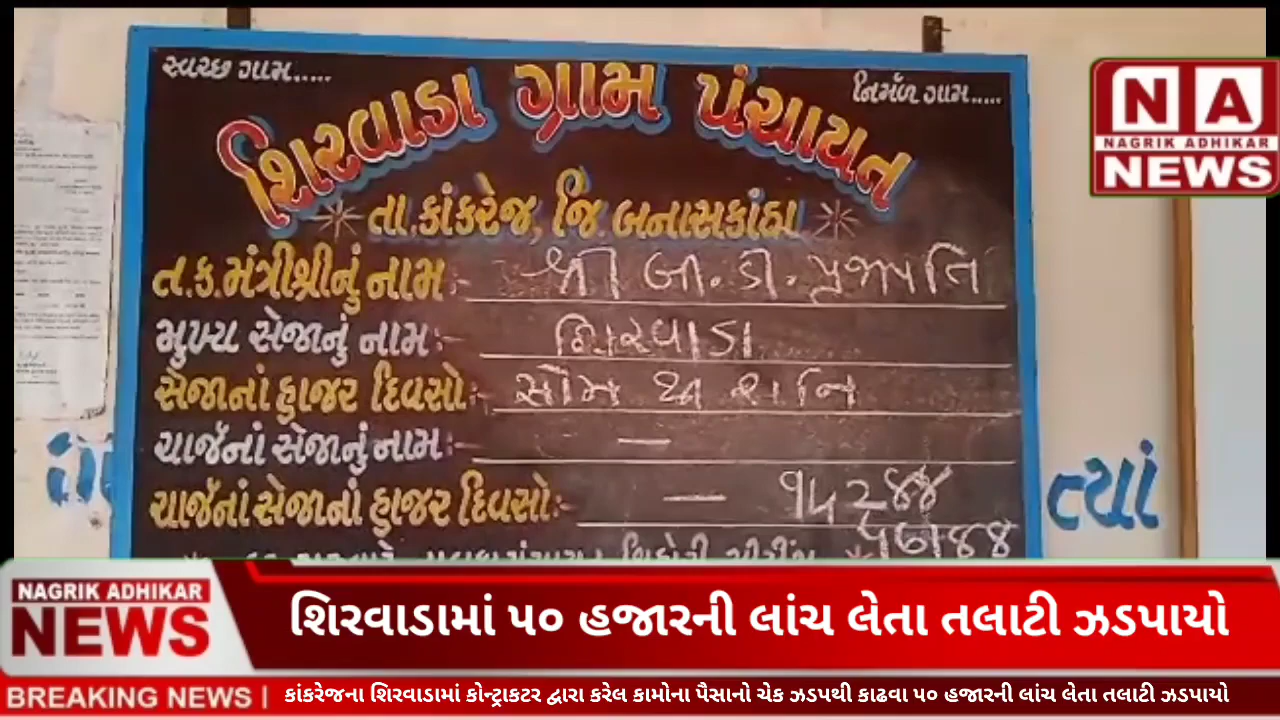 સ્વચ્છ ગામ.....
નિર્મળ ગામ.....
શિરવાડા ગ્રામ પંચાયત
તા.કાંકરેજ, જિ.બનાસકાંઠા
ત.ક.મંત્રીશ્રીનું નામ :- શ્રી બી. ડી. પ્રજાપતિ
મુખ્ય સેજાનું નામ :- શિરવાડા
સેજાનાં હાજર દિવસો :- સોમ થી શનિ
ચાર્જનાં સેજાનું નામ :- —
ચાર્જનાં સેજાનાં હાજર દિવસો :- —
NA
NAGRIK ADHIKAR
NEWS
ત્યાં
NAGRIK ADHIKAR
NEWS
શિરવાડામાં ૫૦ હજારની લાંચ લેતા તલાટી ઝડપાયો
BREAKING NEWS | કાંકરેજના શિરવાડામાં કોન્ટ્રાકટર દ્વારા કરેલ કામોના પૈસાનો ચેક ઝડપથી કાઢવા ૫૦ હજારની લાંચ લેતા તલાટી ઝડપાયો